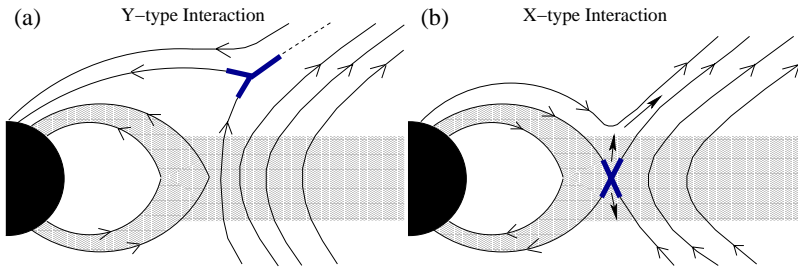 (a)
Y−type Interaction
(b)
X−type Interaction